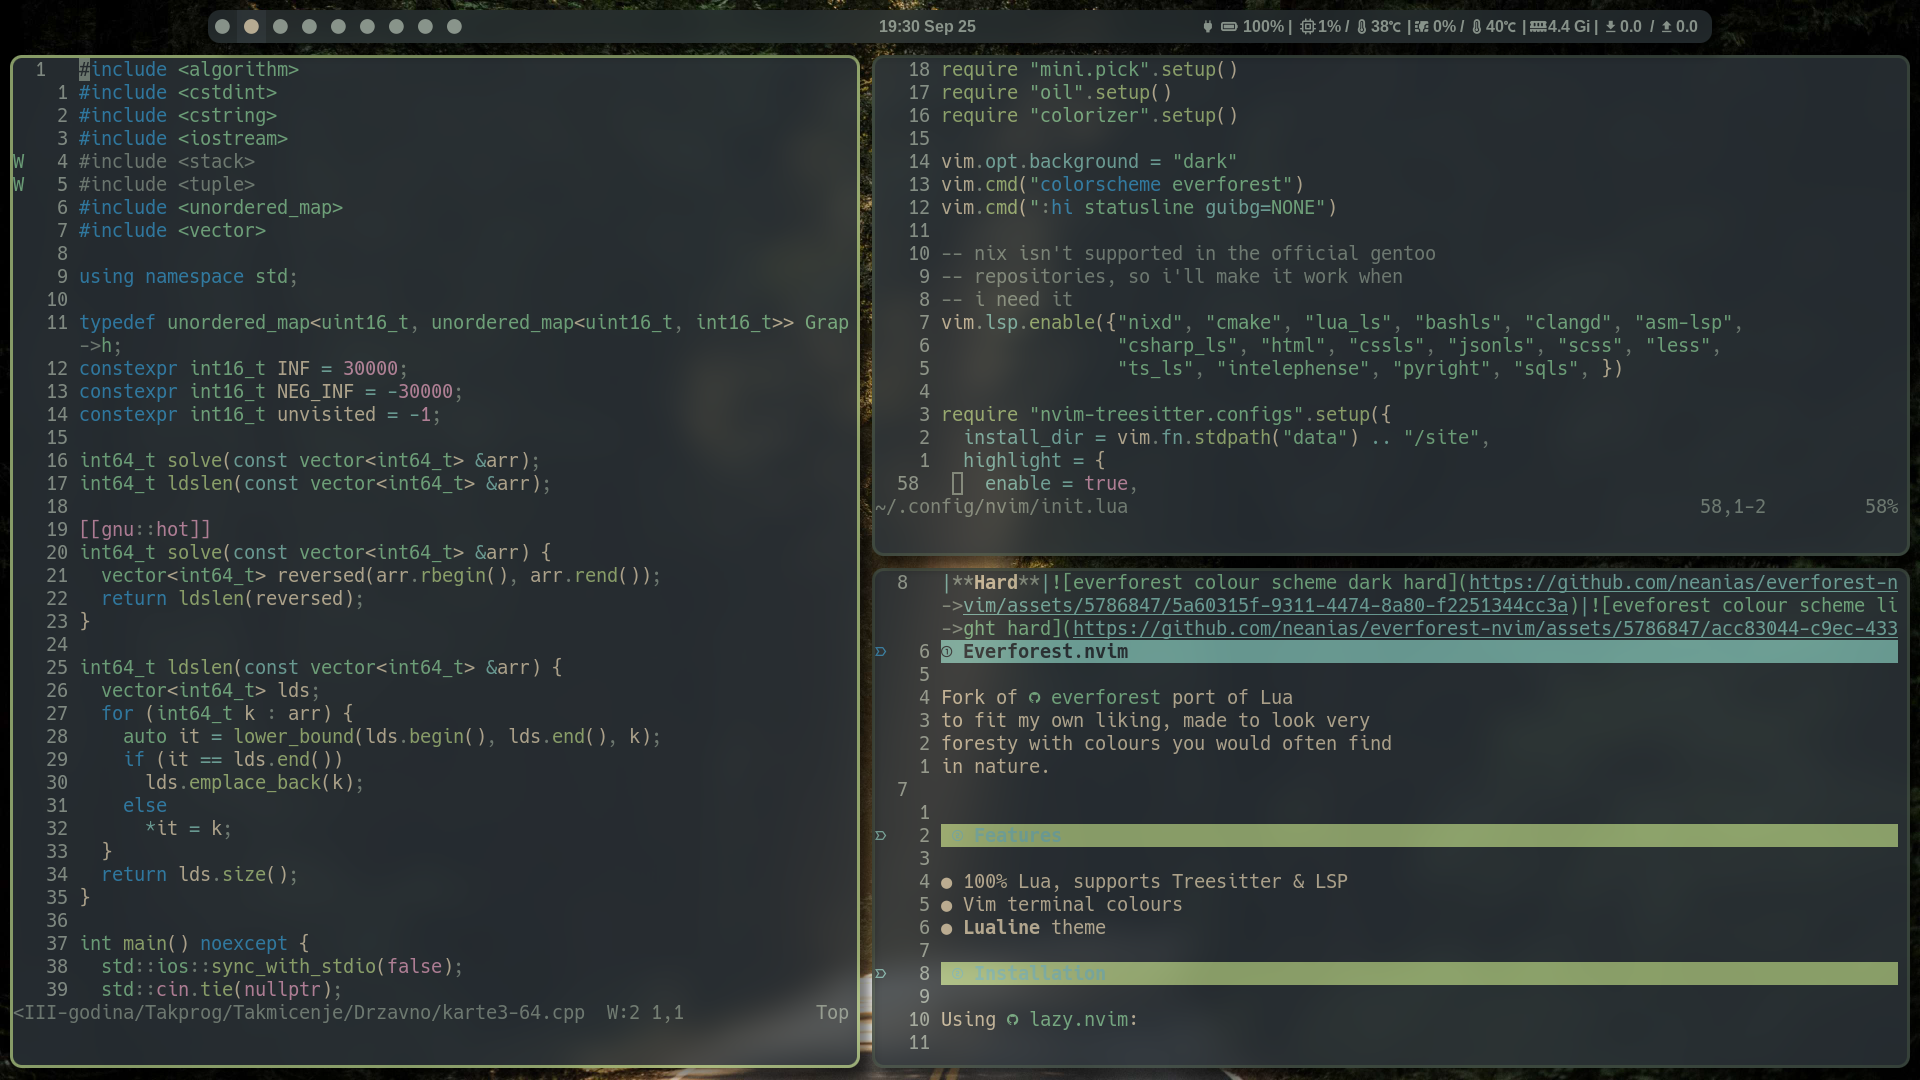 19:30 Sep 25
100% | 1% / 38℃ | 0% / 40℃ | 4.4 Gi | 0.0 / 0.0
1 #include <algorithm>
1 #include <cstdint>
2 #include <cstring>
3 #include <iostream>
W 4 #include <stack>
W 5 #include <tuple>
6 #include <unordered_map>
7 #include <vector>
8
9 using namespace std;
10
11 typedef unordered_map<uint16_t, unordered_map<uint16_t, int16_t>> Grap
->h;
12 constexpr int16_t INF = 30000;
13 constexpr int16_t NEG_INF = -30000;
14 constexpr int16_t unvisited = -1;
15
16 int64_t solve(const vector<int64_t> &arr);
17 int64_t ldslen(const vector<int64_t> &arr);
18
19 [[gnu::hot]]
20 int64_t solve(const vector<int64_t> &arr) {
21   vector<int64_t> reversed(arr.rbegin(), arr.rend());
22   return ldslen(reversed);
23 }
24
25 int64_t ldslen(const vector<int64_t> &arr) {
26   vector<int64_t> lds;
27   for (int64_t k : arr) {
28     auto it = lower_bound(lds.begin(), lds.end(), k);
29     if (it == lds.end())
30       lds.emplace_back(k);
31     else
32       *it = k;
33   }
34   return lds.size();
35 }
36
37 int main() noexcept {
38   std::ios::sync_with_stdio(false);
39   std::cin.tie(nullptr);
<III-godina/Takprog/Takmicenje/Drzavno/karte3-64.cpp  W:2 1,1 Top
18 require "mini.pick".setup()
17 require "oil".setup()
16 require "colorizer".setup()
15
14 vim.opt.background = "dark"
13 vim.cmd("colorscheme everforest")
12 vim.cmd(":hi statusline guibg=NONE")
11
10 -- nix isn't supported in the official gentoo
9 -- repositories, so i'll make it work when
8 -- i need it
7 vim.lsp.enable({"nixd", "cmake", "lua_ls", "bashls", "clangd", "asm-lsp",
6 "csharp_ls", "html", "cssls", "jsonls", "scss", "less",
5 "ts_ls", "intelephense", "pyright", "sqls", })
4
3 require "nvim-treesitter.configs".setup({
2   install_dir = vim.fn.stdpath("data") .. "/site",
1   highlight = {
58     enable = true,
~/.config/nvim/init.lua 58,1-2 58%
8 |**Hard**|![everforest colour scheme dark hard](https://github.com/neanias/everforest-n
->vim/assets/5786847/5a60315f-9311-4474-8a80-f2251344cc3a)|![eveforest colour scheme li
->ght hard](https://github.com/neanias/everforest-nvim/assets/5786847/acc83044-c9ec-433
6 ① Everforest.nvim
5
4 Fork of everforest port of Lua
3 to fit my own liking, made to look very
2 foresty with colours you would often find
1 in nature.
7
1
2 ② Features
3
4 ● 100% Lua, supports Treesitter & LSP
5 ● Vim terminal colours
6 ● Lualine theme
7
8 ② Installation
9
10 Using lazy.nvim:
11